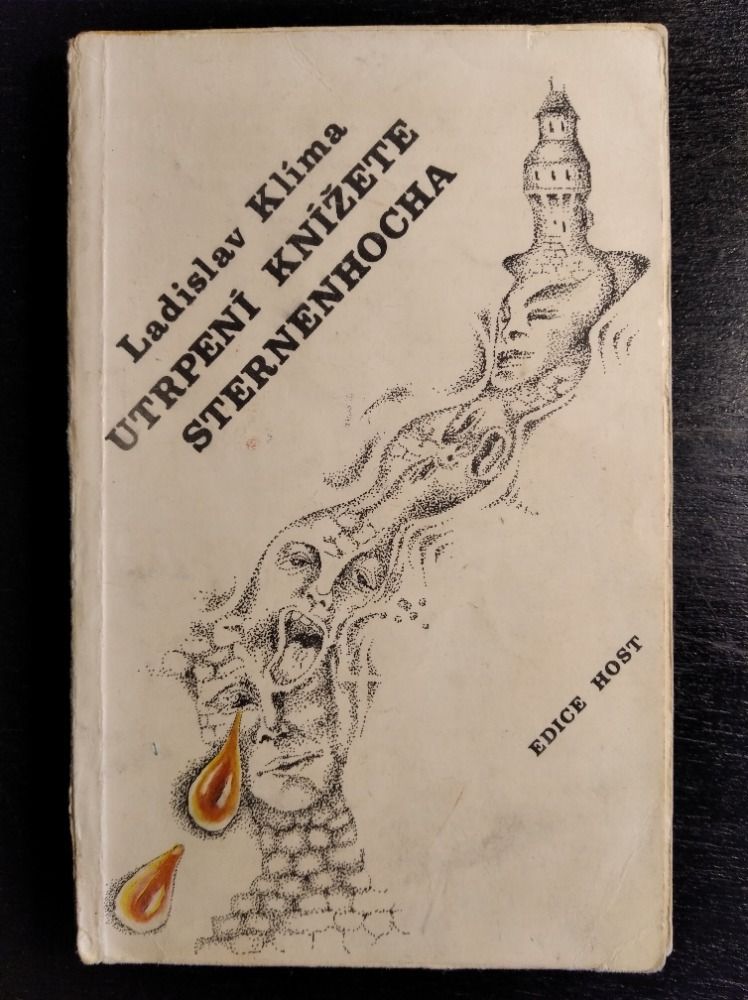 Ladislav Klíma
UTRPENÍ KNÍŽETE
STERNENHOCHA
EDICE HOST